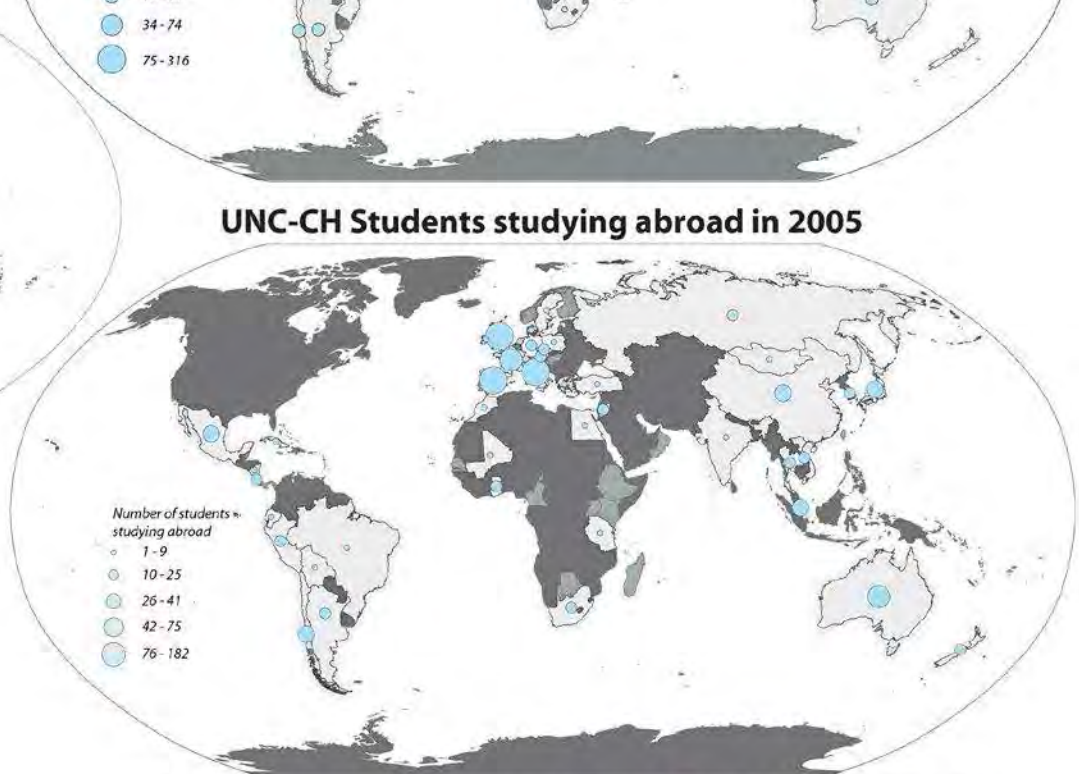 34 - 74
75 - 316
UNC-CH Students studying abroad in 2005
Number of students
studying abroad
1 - 9
10 - 25
26 - 41
42 - 75
76 - 182